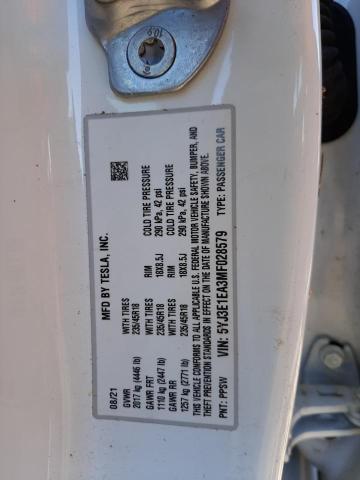 MFD BY TESLA, INC.
08/21
GVWR
2017 kg (4446 lb)
GAWR FRT WITH TIRES RIM COLD TIRE PRESSURE
1110 kg (2447 lb) 235/45R18 18X8.5J 290 kPa, 42 psi
GAWR RR WITH TIRES RIM COLD TIRE PRESSURE
1257 kg (2771 lb) 235/45R18 18X8.5J 290 kPa, 42 psi
THIS VEHICLE CONFORMS TO ALL APPLICABLE U.S. FEDERAL MOTOR VEHICLE SAFETY, BUMPER, AND
THEFT PREVENTION STANDARDS IN EFFECT ON THE DATE OF MANUFACTURE SHOWN ABOVE.
VIN: 5YJ3E1EA3MF028579
PNT: PPSW TYPE: PASSENGER CAR
10.9